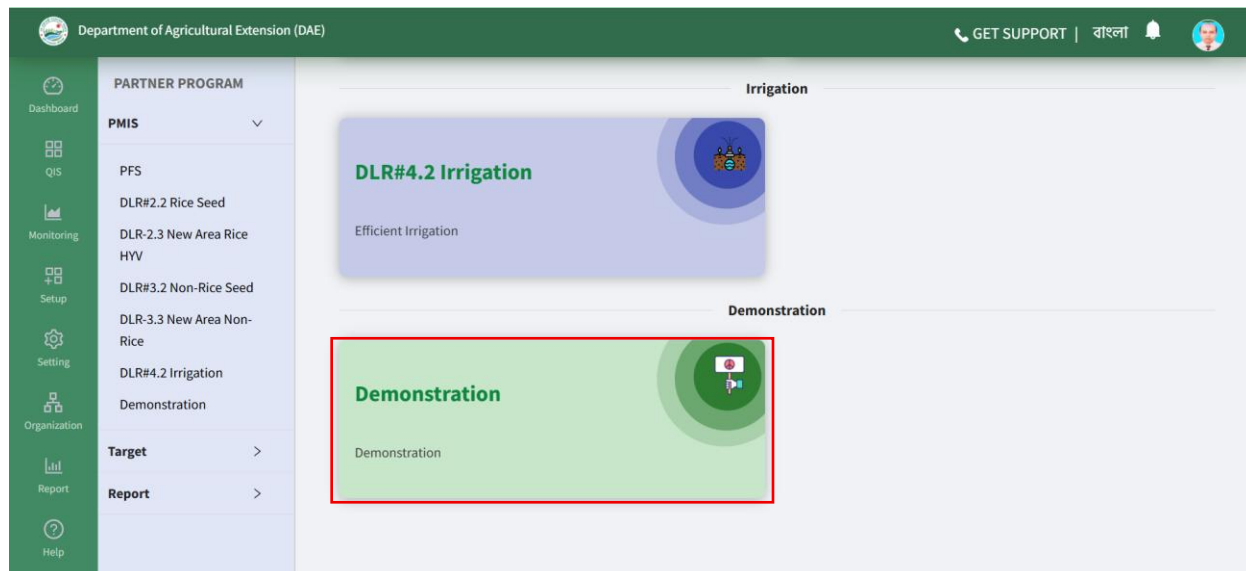 Department of Agricultural Extension (DAE)
GET SUPPORT | বাংলা
Dashboard
QIS
Monitoring
Setup
Setting
Organization
Report
Help
PARTNER PROGRAM
PMIS
PFS
DLR#2.2 Rice Seed
DLR-2.3 New Area Rice
HYV
DLR#3.2 Non-Rice Seed
DLR-3.3 New Area Non-
Rice
DLR#4.2 Irrigation
Demonstration
Target
Report
Irrigation
DLR#4.2 Irrigation
Efficient Irrigation
Demonstration
Demonstration
Demonstration